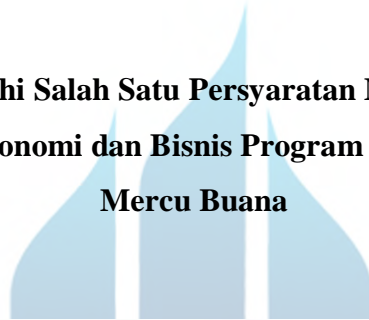 hi Salah Satu Persyaratan
onomi dan Bisnis Program
Mercu Buana